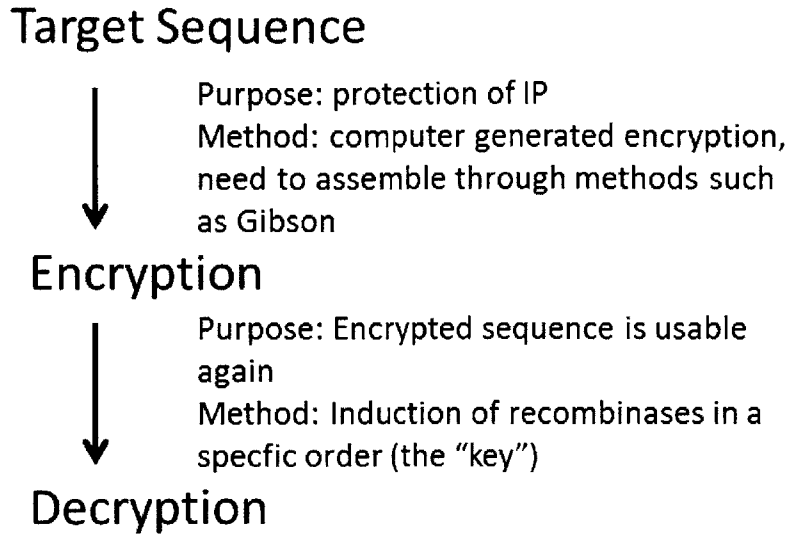 Target Sequence
Purpose: protection of IP
Method: computer generated encryption,
need to assemble through methods such
as Gibson
Encryption
Purpose: Encrypted sequence is usable
again
Method: Induction of recombinases in a
specfic order (the “key”)
Decryption